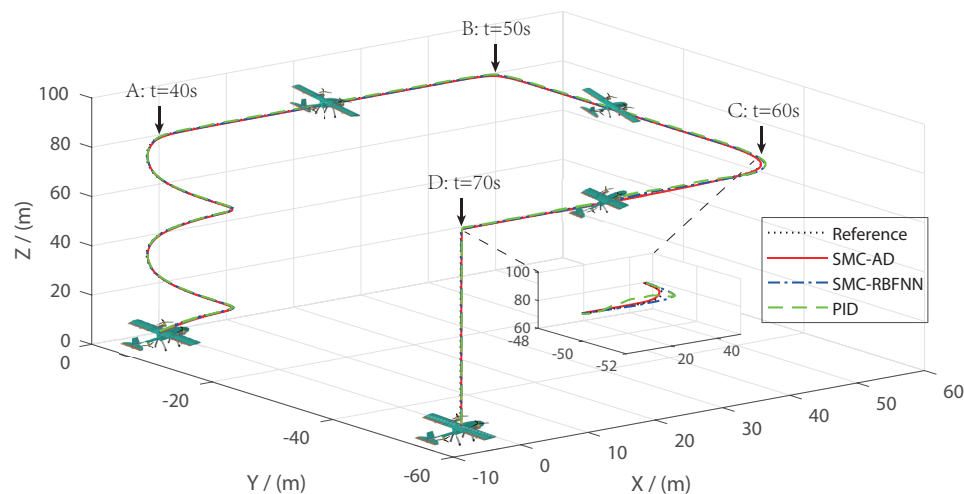 B: t=50s
A: t=40s
C: t=60s
D: t=70s
100
80
60
40
20
0
Z / (m)
0
-20
-40
-60
Y / (m)
-10
0
10
20
30
40
50
60
X / (m)
100
80
60
-48
-50
-52
20
40
Reference
SMC-AD
SMC-RBFNN
PID